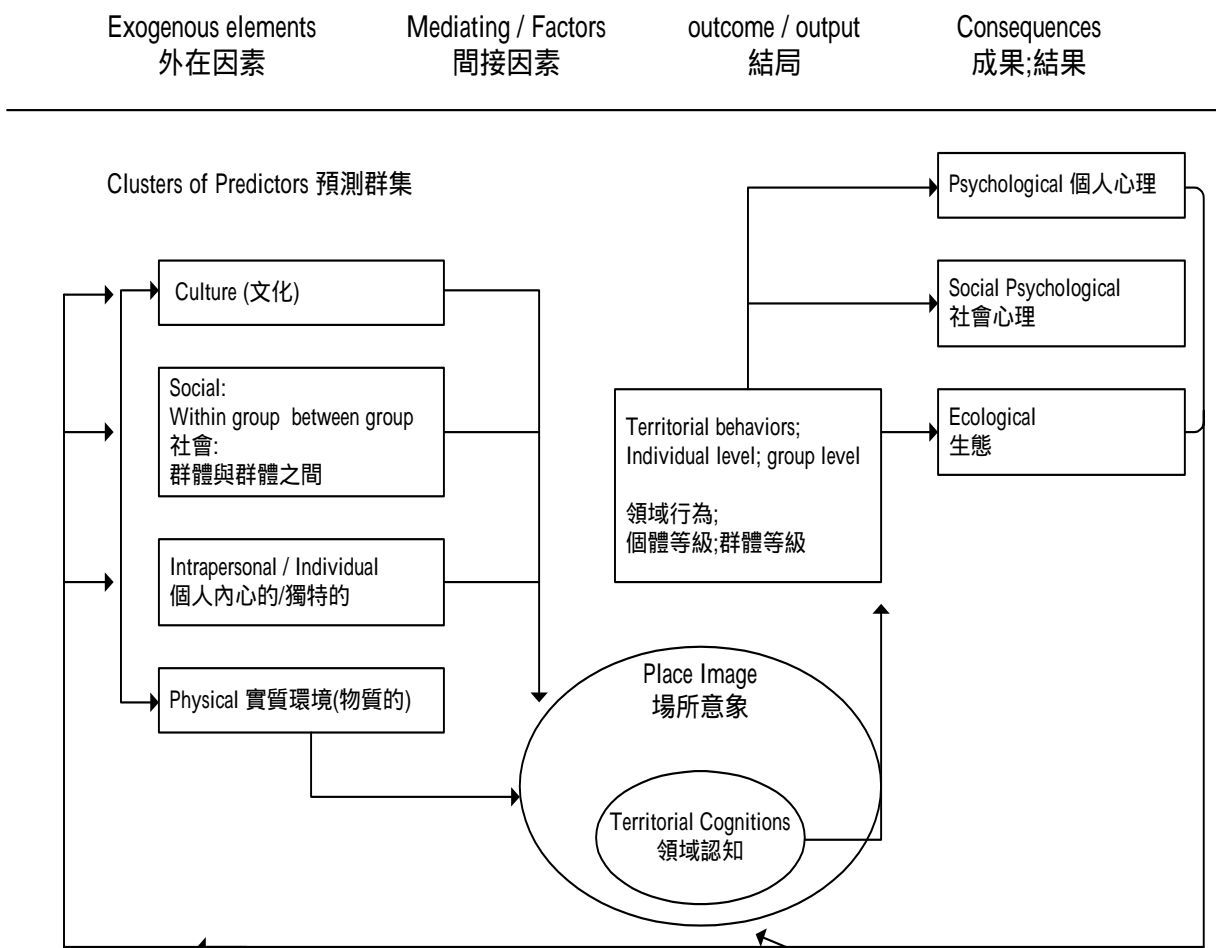 Exogenous elements
外在因素
Mediating / Factors
間接因素
outcome / output
結局
Consequences
成果;結果
Clusters of Predictors 預測群集
Culture (文化)
Social:
Within group between group
社會:
群體與群體之間
Intrapersonal / Individual
個人內心的/獨特的
Physical 實質環境(物質的)
Place Image
場所意象
Territorial Cognitions
領域認知
Territorial behaviors;
Individual level; group level
領域行為;
個體等級;群體等級
Psychological 個人心理
Social Psychological
社會心理
Ecological
生態